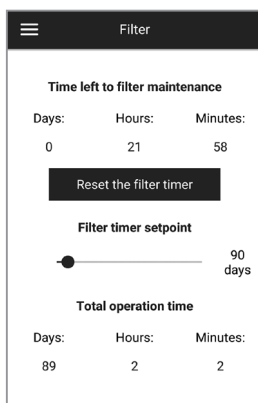 Filter
Time left to filter maintenance
Days: Hours: Minutes:
0 21 58
Reset the filter timer
Filter timer setpoint
90
days
Total operation time
Days: Hours: Minutes:
89 2 2